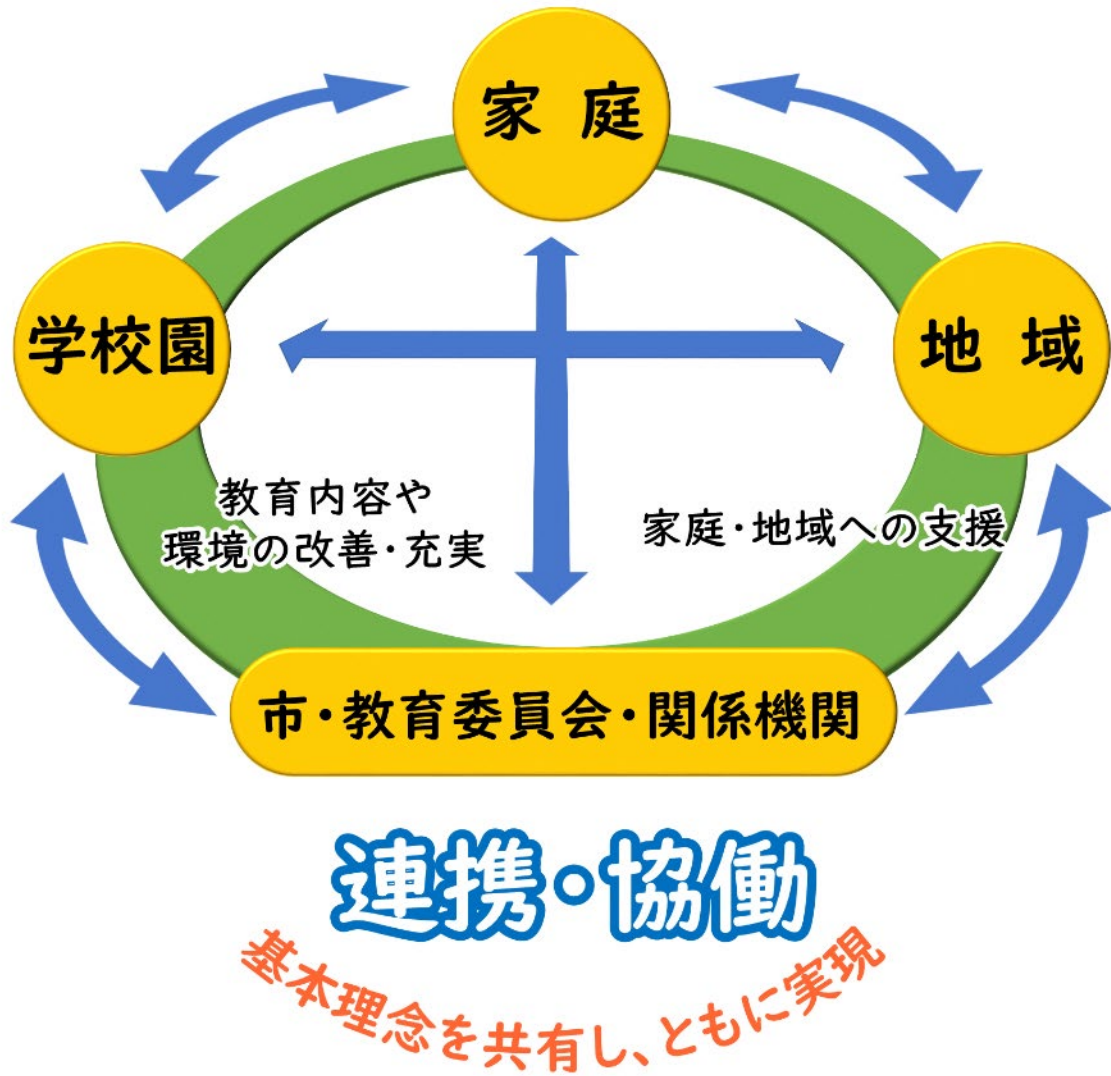 家庭
学校園
地域
教育内容や
環境の改善・充実
家庭・地域への支援
市・教育委員会・関係機関
連携・協働
基本理念を共有し、ともに実現